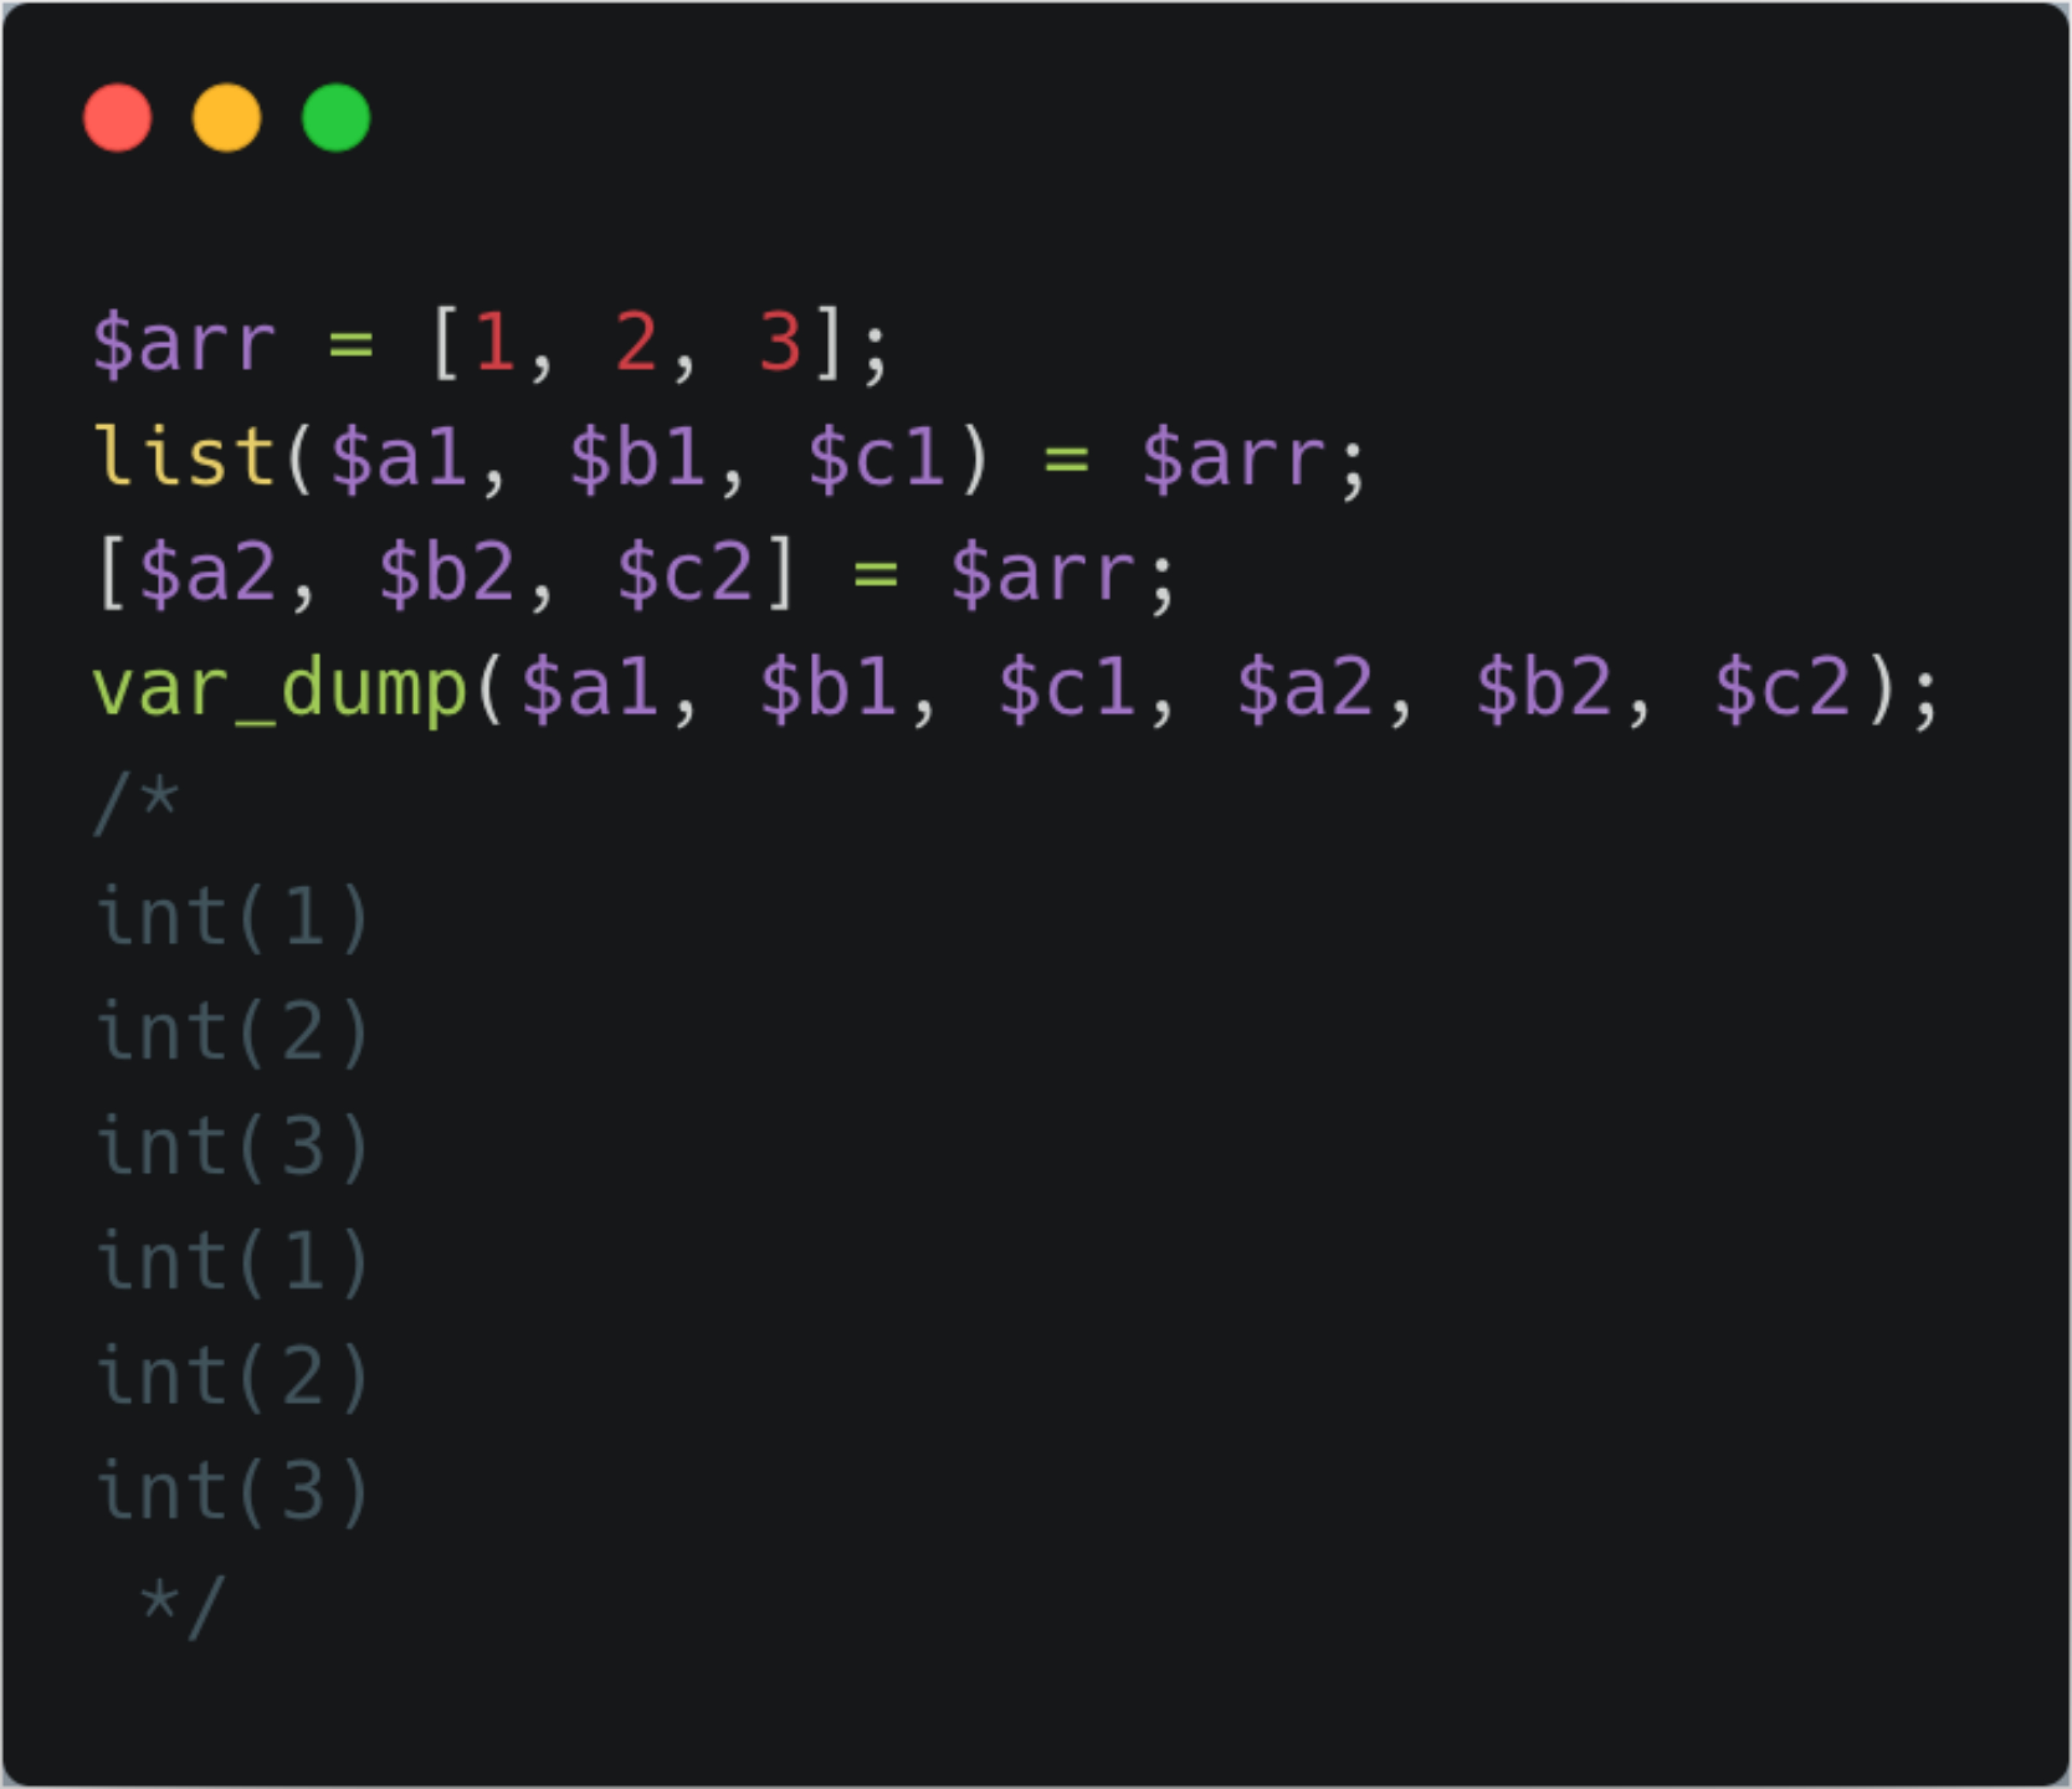 $arr = [1, 2, 3];
list($a1, $b1, $c1) = $arr;
[$a2, $b2, $c2] = $arr;
var_dump($a1, $b1, $c1, $a2, $b2, $c2);
/*
int(1)
int(2)
int(3)
int(1)
int(2)
int(3)
 */